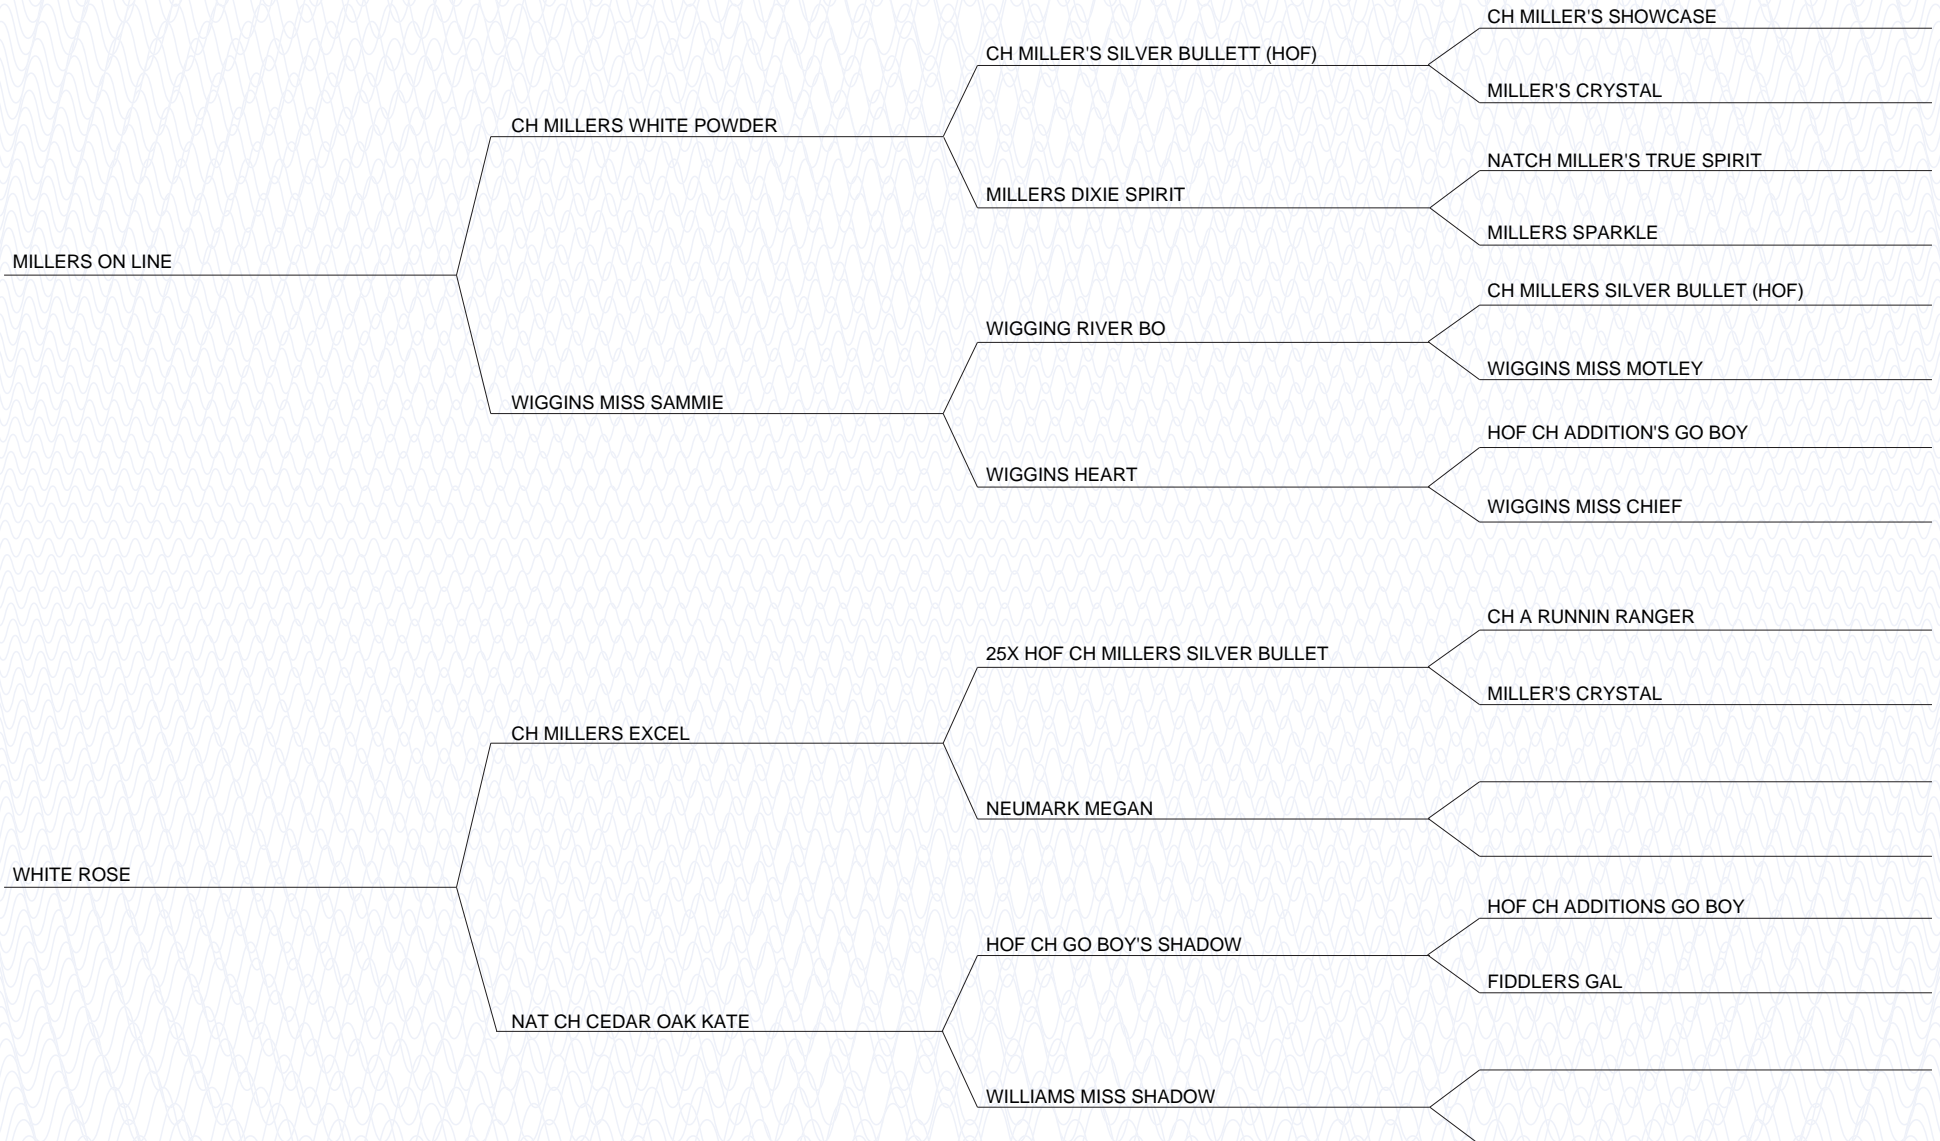 CH MILLER'S SHOWCASE
CH MILLER'S SILVER BULLETT (HOF)
MILLER'S CRYSTAL
CH MILLERS WHITE POWDER
NATCH MILLER'S TRUE SPIRIT
MILLERS DIXIE SPIRIT
MILLERS SPARKLE
MILLERS ON LINE
CH MILLERS SILVER BULLET (HOF)
WIGGING RIVER BO
WIGGINS MISS MOTLEY
WIGGINS MISS SAMMIE
HOF CH ADDITION'S GO BOY
WIGGINS HEART
WIGGINS MISS CHIEF
CH A RUNNIN RANGER
25X HOF CH MILLERS SILVER BULLET
MILLER'S CRYSTAL
CH MILLERS EXCEL
NEUMARK MEGAN
WHITE ROSE
HOF CH ADDITIONS GO BOY
HOF CH GO BOY'S SHADOW
FIDDLERS GAL
NAT CH CEDAR OAK KATE
WILLIAMS MISS SHADOW